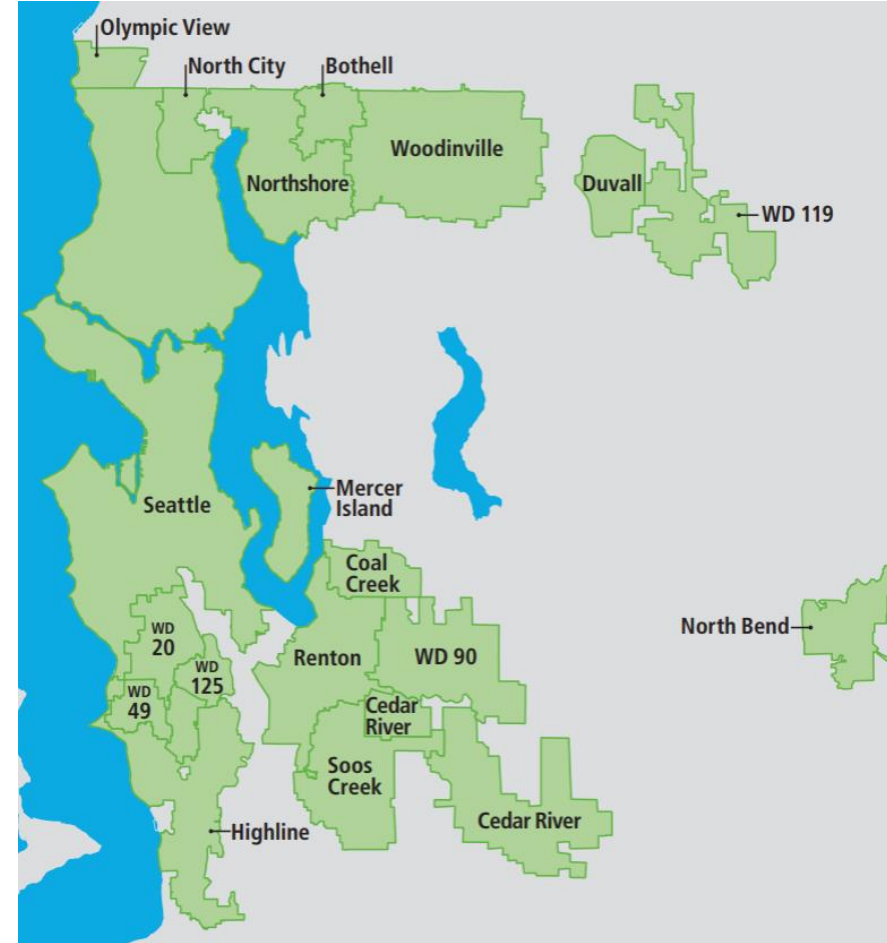 Olympic View
North City
Bothell
Woodinville
Northshore
Duvall
WD 119
Seattle
Mercer
Island
Coal
Creek
WD
20
WD
125
WD
49
Renton
WD 90
North Bend
Cedar
River
Soos
Creek
Cedar River
Highline